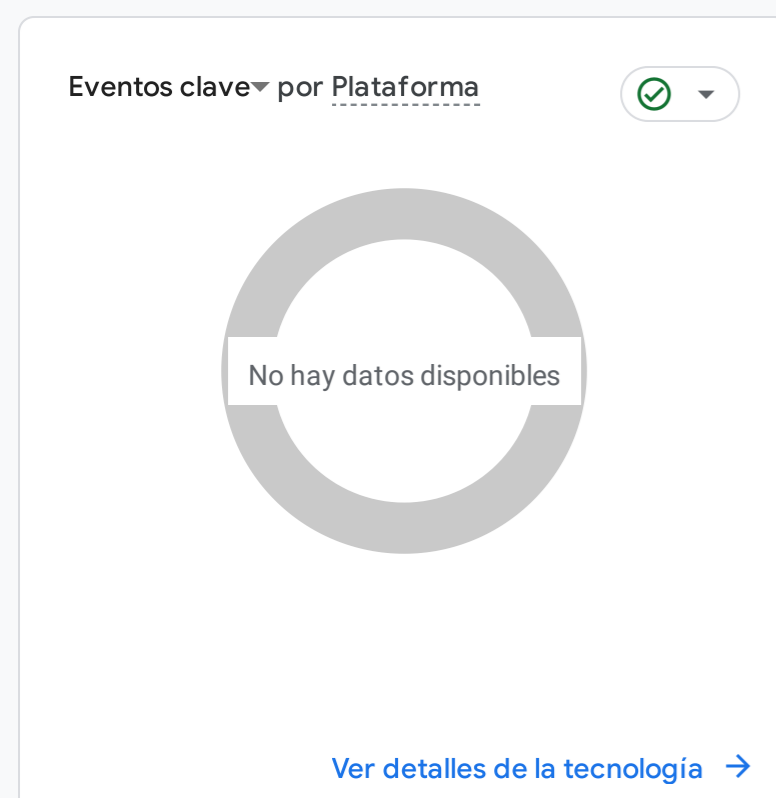 Eventos clave por Plataforma
No hay datos disponibles
Ver detalles de la tecnología